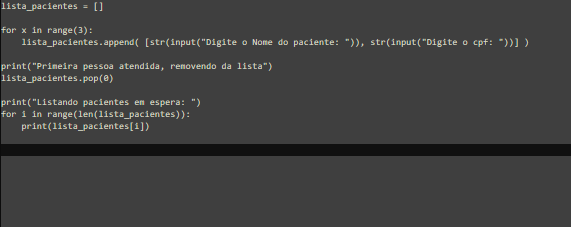 lista_pacientes = []
for x in range(3):
    lista_pacientes.append( [str(input("Digite o Nome do paciente: ")), str(input("Digite o cpf: "))] )
print("Primeira pessoa atendida, removendo da lista")
lista_pacientes.pop(0)
print("Listando pacientes em espera: ")
for i in range(len(lista_pacientes)):
    print(lista_pacientes[i])